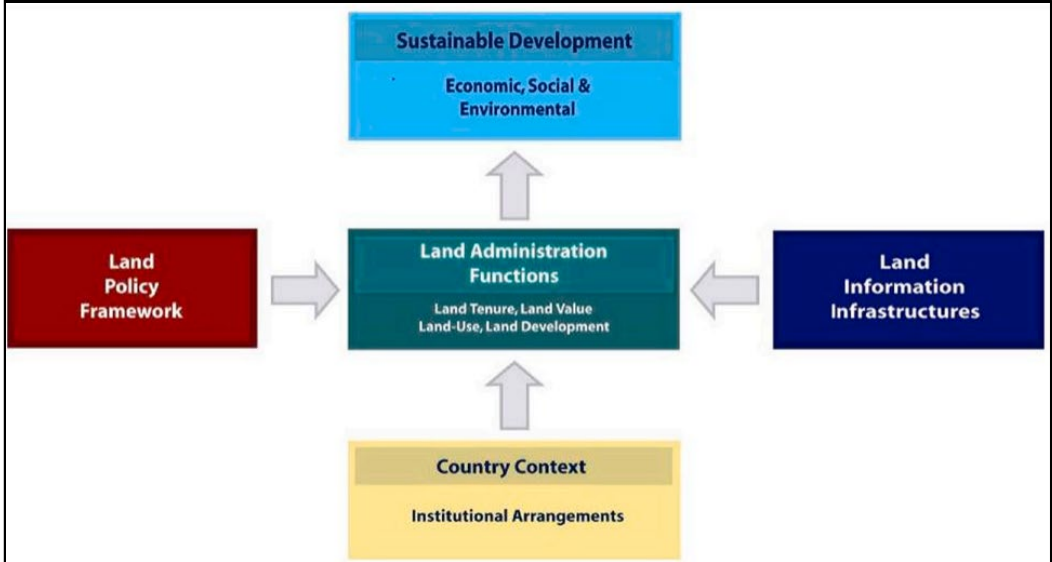 Sustainable Development
Economic, Social &
Environmental
Land
Policy
Framework
Land Administration
Functions
Land Tenure, Land Value
Land-Use, Land Development
Land
Information
Infrastructures
Country Context
Institutional Arrangements